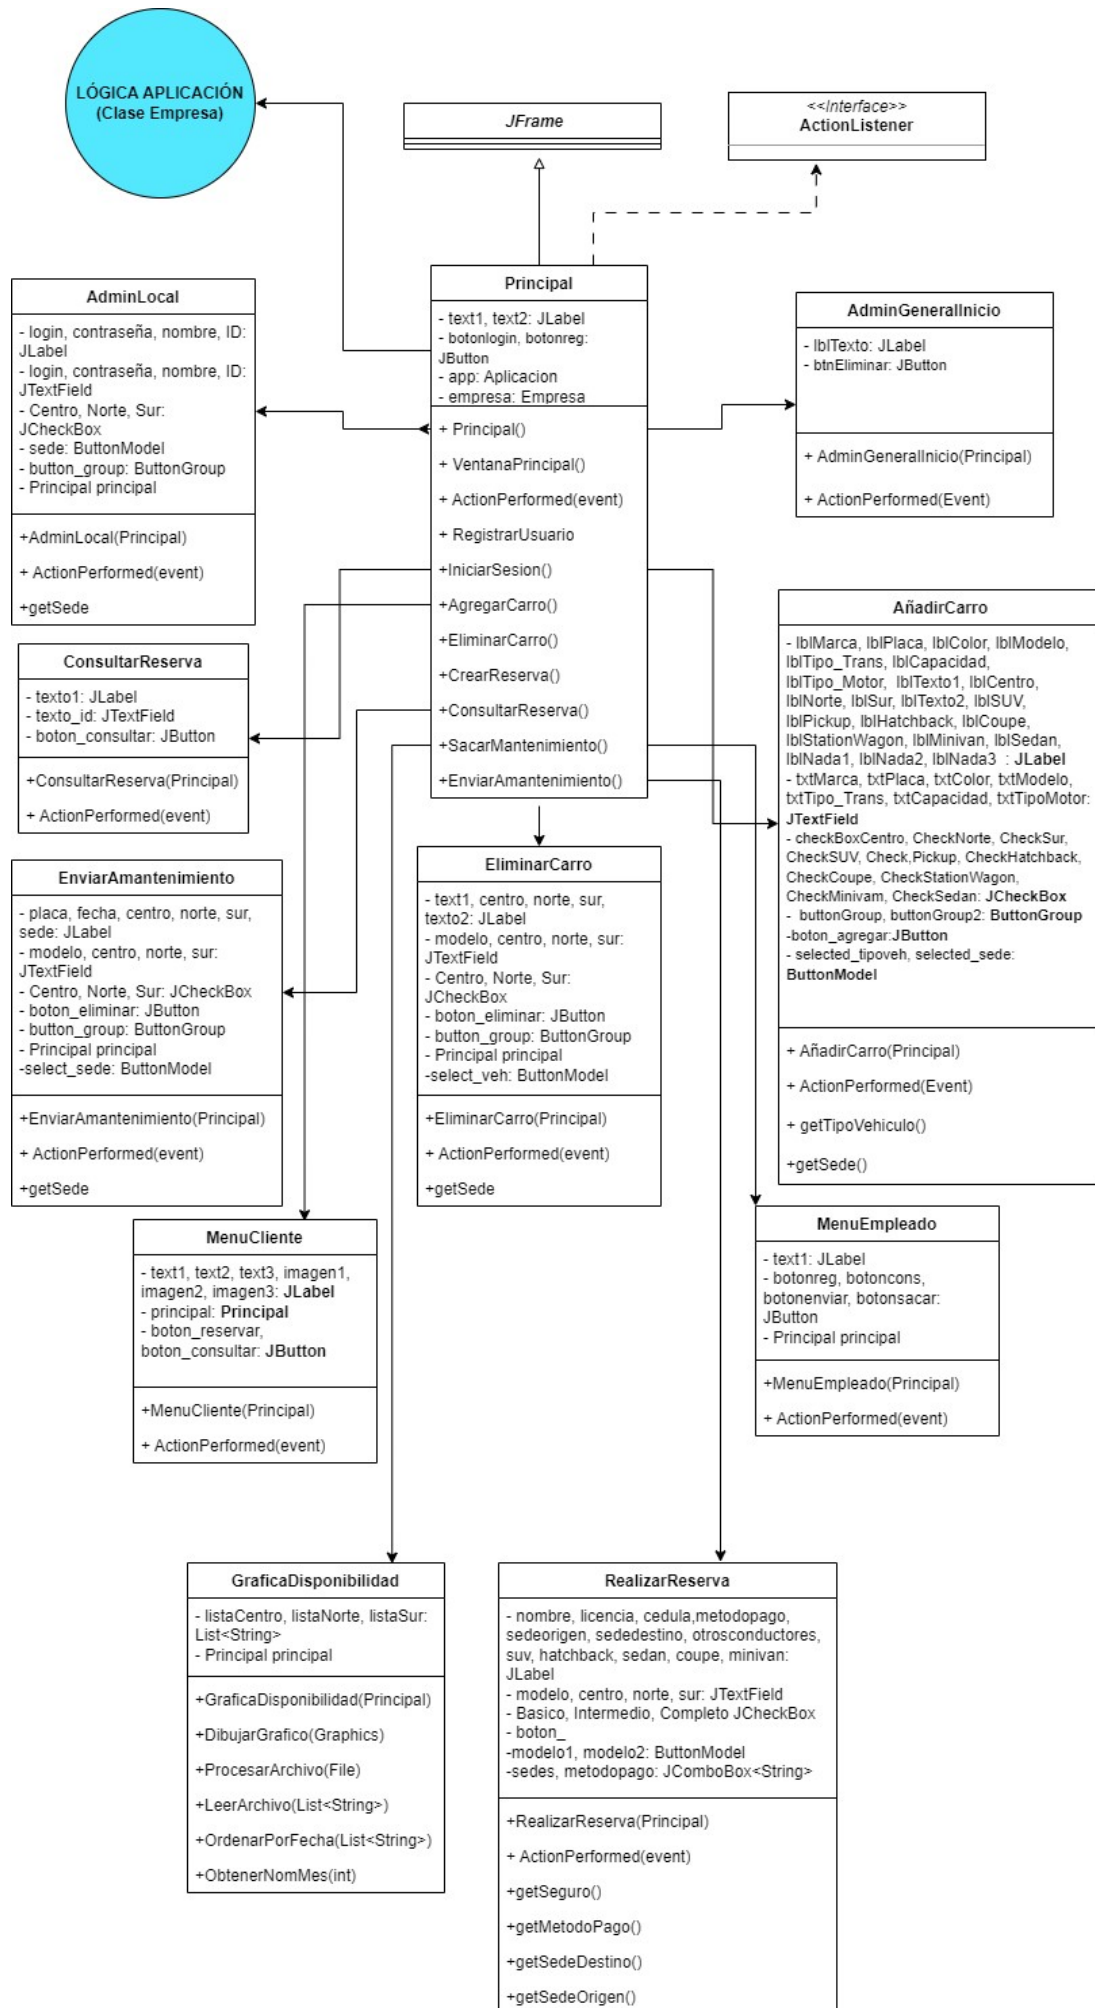 LÓGICA APLICACIÓN
(Clase Empresa)
JFrame
<<Interface>>
ActionListener
Principal
- text1, text2: JLabel
- botonlogin, botonreg:
JButton
- app: Aplicacion
- empresa: Empresa
+ Principal()
+ VentanaPrincipal()
+ ActionPerformed(event)
+ RegistrarUsuario
+IniciarSesion()
+AgregarCarro()
+EliminarCarro()
+CrearReserva()
+ConsultarReserva()
+SacarMantenimiento()
+EnviarAmantenimiento()
AdminLocal
- login, contraseña, nombre, ID:
JLabel
- login, contraseña, nombre, ID:
JTextField
- Centro, Norte, Sur:
JCheckBox
- sede: ButtonModel
- button_group: ButtonGroup
- Principal principal
+AdminLocal(Principal)
+ ActionPerformed(event)
+getSede
AdminGeneralInicio
- lblTexto: JLabel
- btnEliminar: JButton
+ AdminGeneralInicio(Principal)
+ ActionPerformed(Event)
ConsultarReserva
- texto1: JLabel
- texto_id: JTextField
- boton_consultar: JButton
+ConsultarReserva(Principal)
+ ActionPerformed(event)
AñadirCarro
- lblMarca, lblPlaca, lblColor, lblModelo,
lblTipo_Trans, lblCapacidad,
lblTipo_Motor, lblTexto1, lblCentro,
lblNorte, lblSur, lblTexto2, lblSUV,
lblPickup, lblHatchback, lblCoupe,
lblStationWagon, lblMinivan, lblSedan,
lblNada1, lblNada2, lblNada3 : JLabel
- txtMarca, txtPlaca, txtColor, txtModelo,
txtTipo_Trans, txtCapacidad, txtTipoMotor:
JTextField
- checkBoxCentro, CheckNorte, CheckSur,
CheckSUV, Check,Pickup, CheckHatchback,
CheckCoupe, CheckStationWagon,
CheckMinivam, CheckSedan: JCheckBox
- buttonGroup, buttonGroup2: ButtonGroup
-boton_agregar:JButton
- selected_tipoveh, selected_sede:
ButtonModel
+ AñadirCarro(Principal)
+ ActionPerformed(Event)
+ getTipoVehiculo()
+getSede()
EnviarAmantenimiento
- placa, fecha, centro, norte, sur,
sede: JLabel
- modelo, centro, norte, sur:
JTextField
- Centro, Norte, Sur: JCheckBox
- boton_eliminar: JButton
- button_group: ButtonGroup
- Principal principal
-select_sede: ButtonModel
+EnviarAmantenimiento(Principal)
+ ActionPerformed(event)
+getSede
EliminarCarro
- text1, centro, norte, sur,
texto2: JLabel
- modelo, centro, norte, sur:
JTextField
- Centro, Norte, Sur:
JCheckBox
- boton_eliminar: JButton
- button_group: ButtonGroup
- Principal principal
-select_veh: ButtonModel
+EliminarCarro(Principal)
+ ActionPerformed(event)
+getSede
MenuCliente
- text1, text2, text3, imagen1,
imagen2, imagen3: JLabel
- principal: Principal
- boton_reservar,
boton_consultar: JButton
+MenuCliente(Principal)
+ ActionPerformed(event)
MenuEmpleado
- text1: JLabel
- botonreg, botoncons,
botonenviar, botonsacar:
JButton
- Principal principal
+MenuEmpleado(Principal)
+ ActionPerformed(event)
GraficaDisponibilidad
- listaCentro, listaNorte, listaSur:
List<String>
- Principal principal
+GraficaDisponibilidad(Principal)
+DibujarGrafico(Graphics)
+ProcesarArchivo(File)
+LeerArchivo(List<String>)
+OrdenarPorFecha(List<String>)
+ObtenerNomMes(int)
RealizarReserva
- nombre, licencia, cedula,metodopago,
sedeorigen, sededestino, otrosconductores,
suv, hatchback, sedan, coupe, minivan:
JLabel
- modelo, centro, norte, sur: JTextField
- Basico, Intermedio, Completo JCheckBox
- boton_
-modelo1, modelo2: ButtonModel
-sedes, metodopago: JComboBox<String>
+RealizarReserva(Principal)
+ ActionPerformed(event)
+getSeguro()
+getMetodoPago()
+getSedeDestino()
+getSedeOrigen()